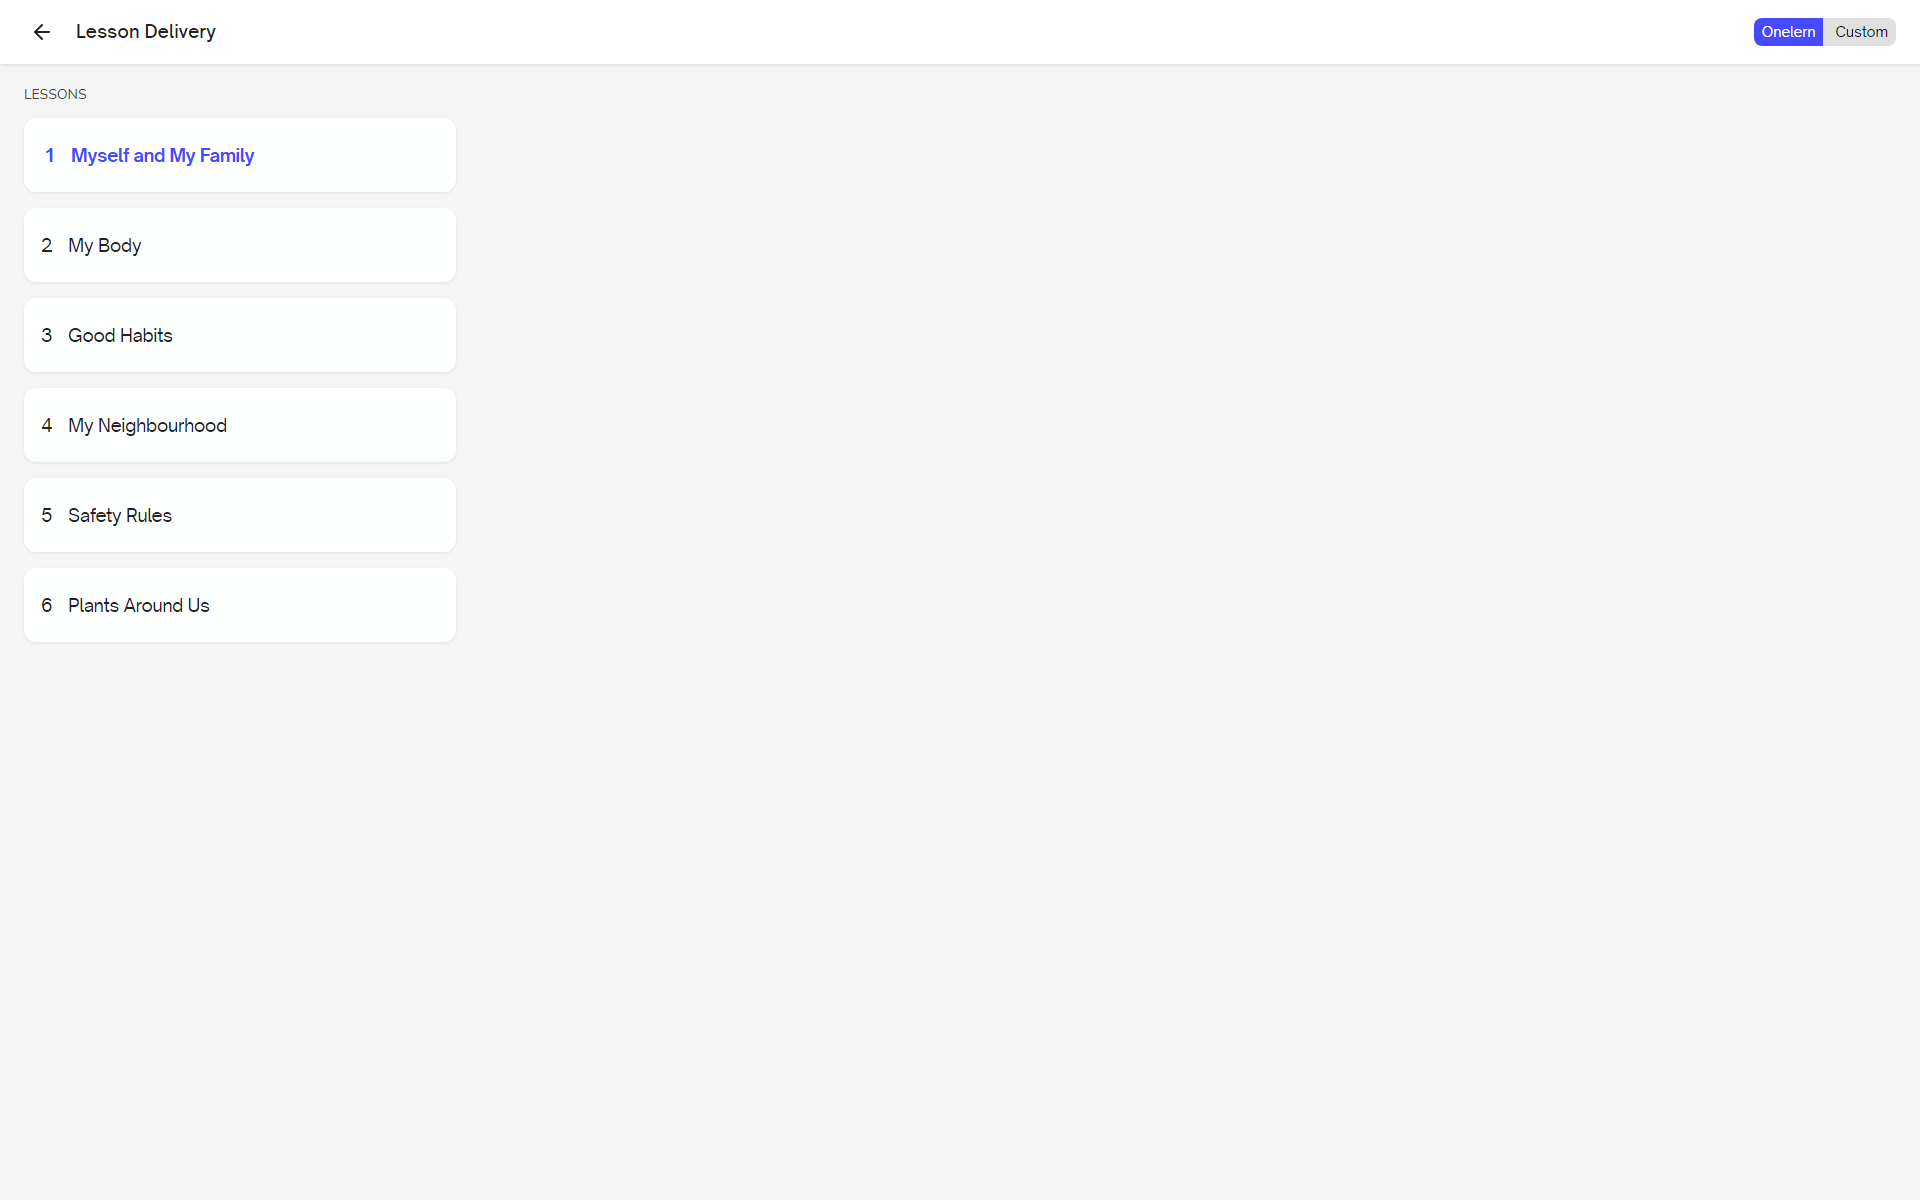 Lesson Delivery
Onelern Custom
LESSONS
1 Myself and My Family
2 My Body
3 Good Habits
4 My Neighbourhood
5 Safety Rules
6 Plants Around Us